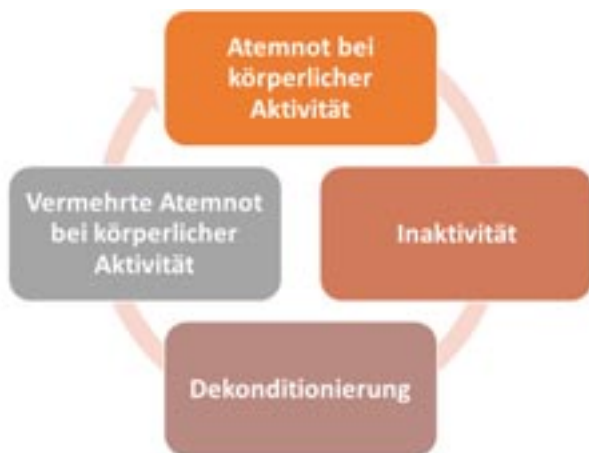 Atemnot bei
körperlicher
Aktivität
Inaktivität
Dekonditionierung
Vermehrte Atemnot
bei körperlicher
Aktivität